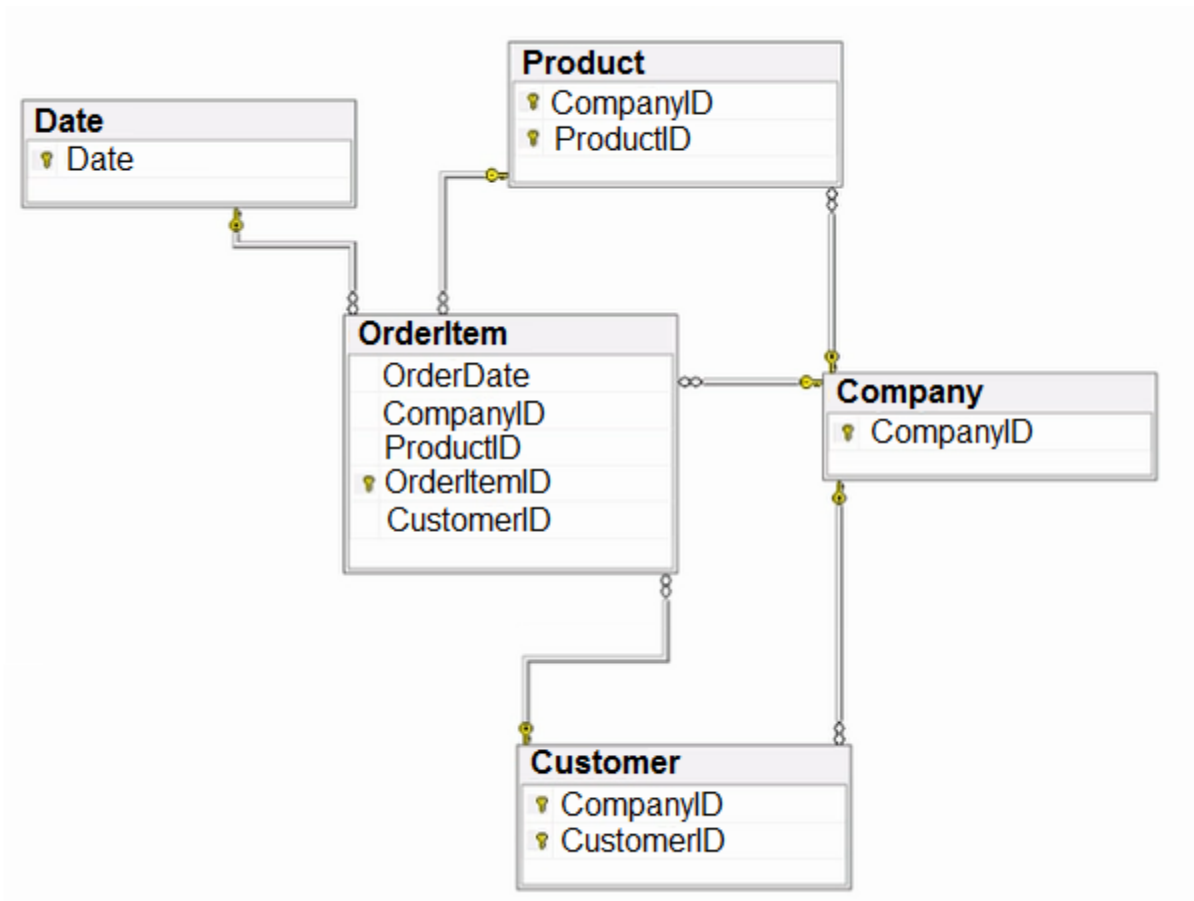 Product
CompanyID
ProductID
Date
Date
OrderItem
OrderDate
CompanyID
ProductID
OrderItemID
CustomerID
Company
CompanyID
Customer
CompanyID
CustomerID